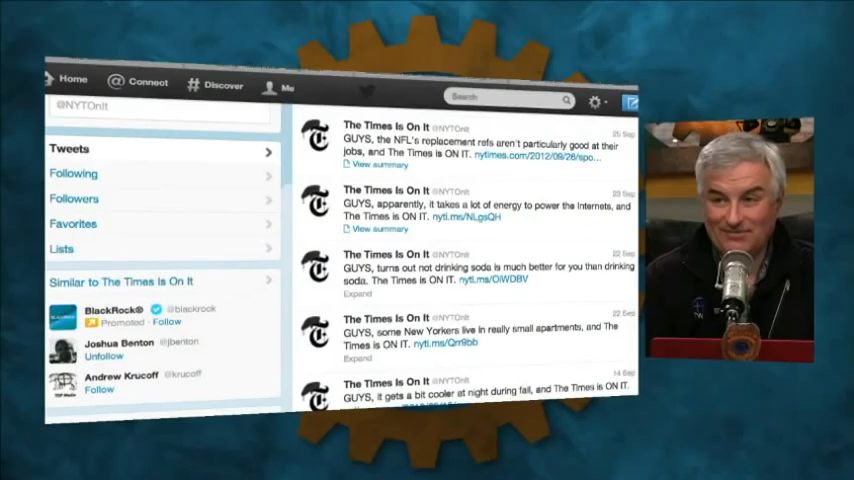 Home
@ Connect
# Discover
Me
Search
@NYTOnIt
Tweets
Following
Followers
Favorites
Lists
Similar to The Times Is On It
BlackRock® @blackrock
Promoted · Follow
Joshua Benton @jbenton
Unfollow
Andrew Krucoff @krucoff
Follow
The Times Is On It @NYTOnIt 25 Sep
GUYS, the NFL's replacement refs aren't particularly good at their
jobs, and The Times is ON IT. nytimes.com/2012/09/26/spo...
View summary
The Times Is On It @NYTOnIt 23 Sep
GUYS, apparently, it takes a lot of energy to power the Internets, and
The Times is ON IT. nyti.ms/NLgsQH
View summary
The Times Is On It @NYTOnIt 22 Sep
GUYS, turns out not drinking soda is much better for you than drinking
soda. The Times is ON IT. nyti.ms/OiWDBV
Expand
The Times Is On It @NYTOnIt 22 Sep
GUYS, some New Yorkers live in really small apartments, and The
Times is ON IT. nyti.ms/Qrr9bb
Expand
The Times Is On It @NYTOnIt 14 Sep
GUYS, it gets a bit cooler at night during fall, and The Times is ON IT.